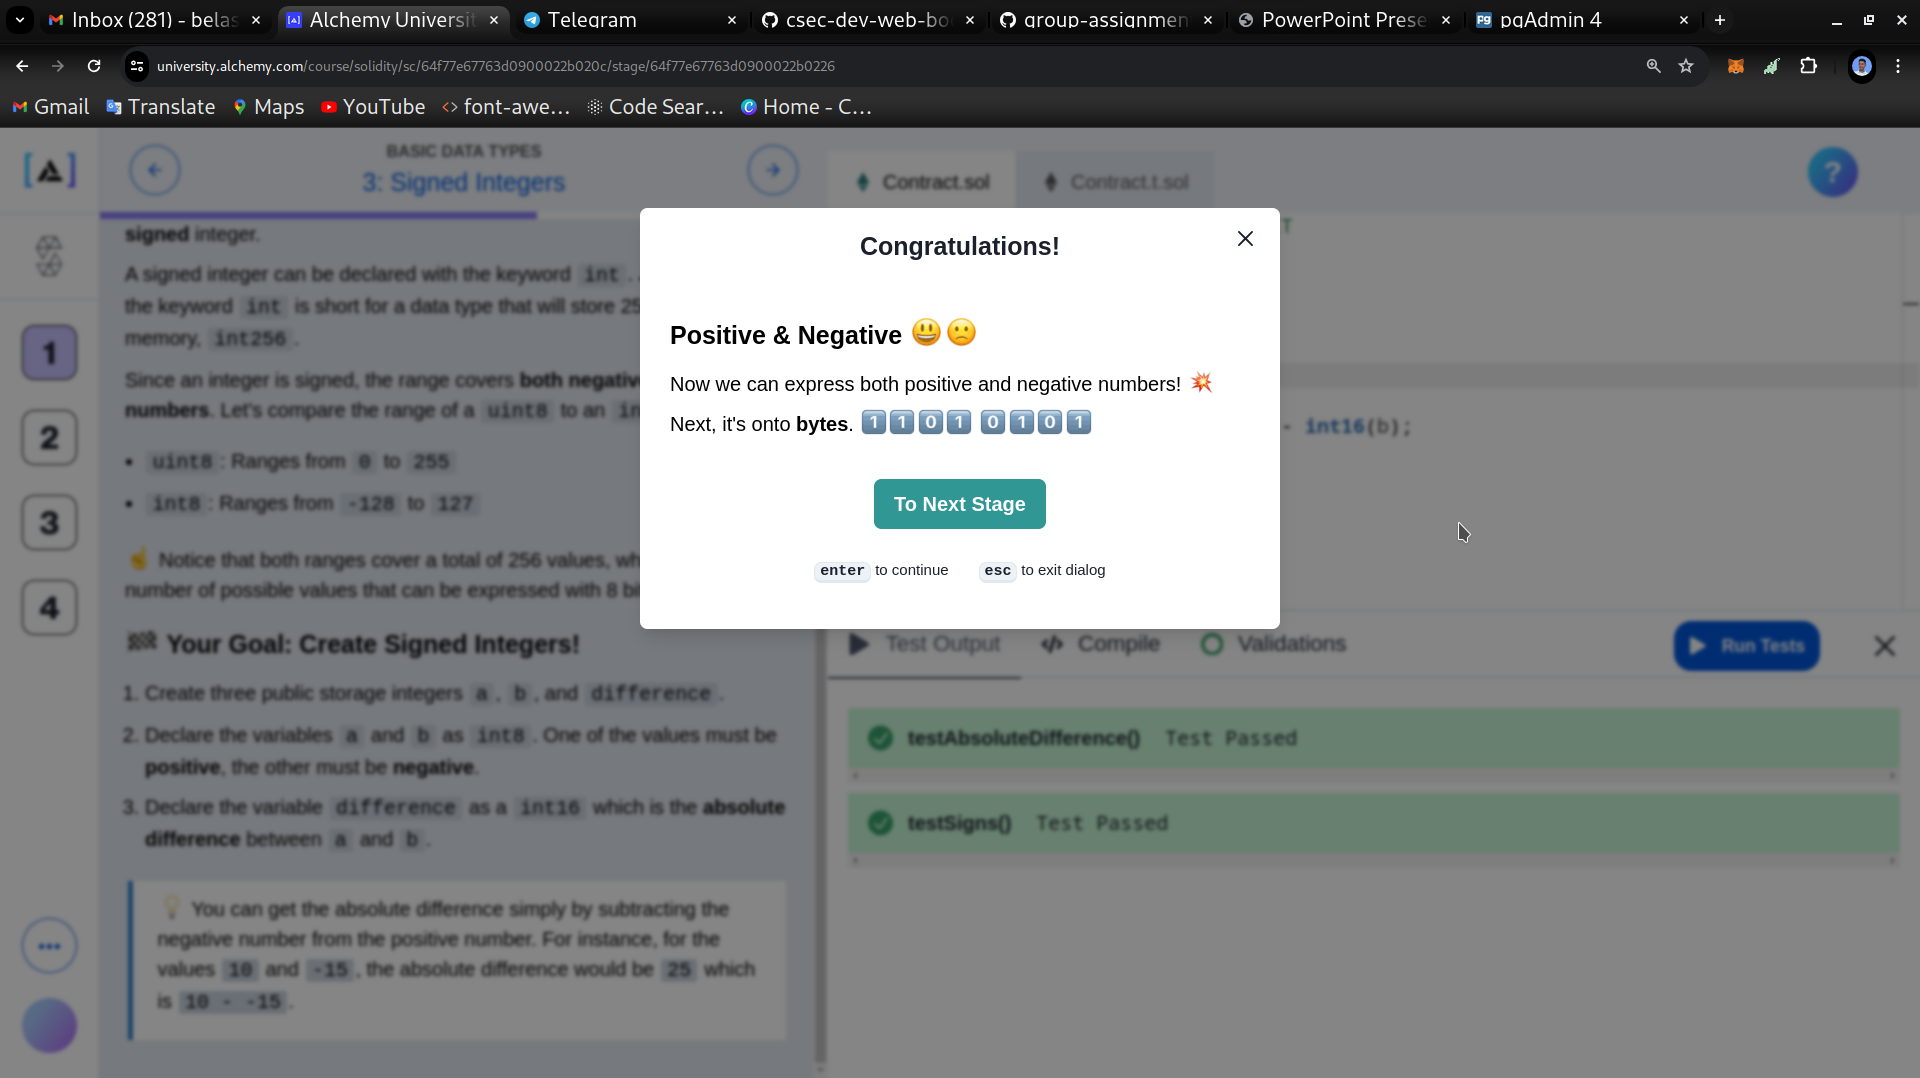 Inbox (281) - belas
Alchemy Universit
Telegram
csec-dev-web-bo
group-assignmen
PowerPoint Prese
pgAdmin 4
university.alchemy.com/course/solidity/sc/64f77e67763d0900022b020c/stage/64f77e67763d0900022b0226
Gmail
Translate
Maps
YouTube
font-awe...
Code Sear...
Home - C...
BASIC DATA TYPES
3: Signed Integers
Contract.sol
Contract.t.sol
?
1
2
3
4
signed integer.
A signed integer can be declared with the keyword int.
the keyword int is short for a data type that will store 25
memory, int256.
Since an integer is signed, the range covers both negativ
numbers. Let's compare the range of a uint8 to an in
• uint8: Ranges from 0 to 255
• int8: Ranges from -128 to 127
☝ Notice that both ranges cover a total of 256 values, wh
number of possible values that can be expressed with 8 bi
🏁 Your Goal: Create Signed Integers!
1. Create three public storage integers a, b, and difference.
2. Declare the variables a and b as int8. One of the values must be
positive, the other must be negative.
3. Declare the variable difference as a int16 which is the absolute
difference between a and b.
💡 You can get the absolute difference simply by subtracting the
negative number from the positive number. For instance, for the
values 10 and -15, the absolute difference would be 25 which
is 10 - -15.
Congratulations!
Positive & Negative 😃🙁
Now we can express both positive and negative numbers! 💥
Next, it's onto bytes. 1️⃣1️⃣0️⃣1️⃣ 0️⃣1️⃣0️⃣1️⃣
To Next Stage
enter to continue
esc to exit dialog
T
- int16(b);
Test Output
Compile
Validations
Run Tests
testAbsoluteDifference() Test Passed
testSigns() Test Passed